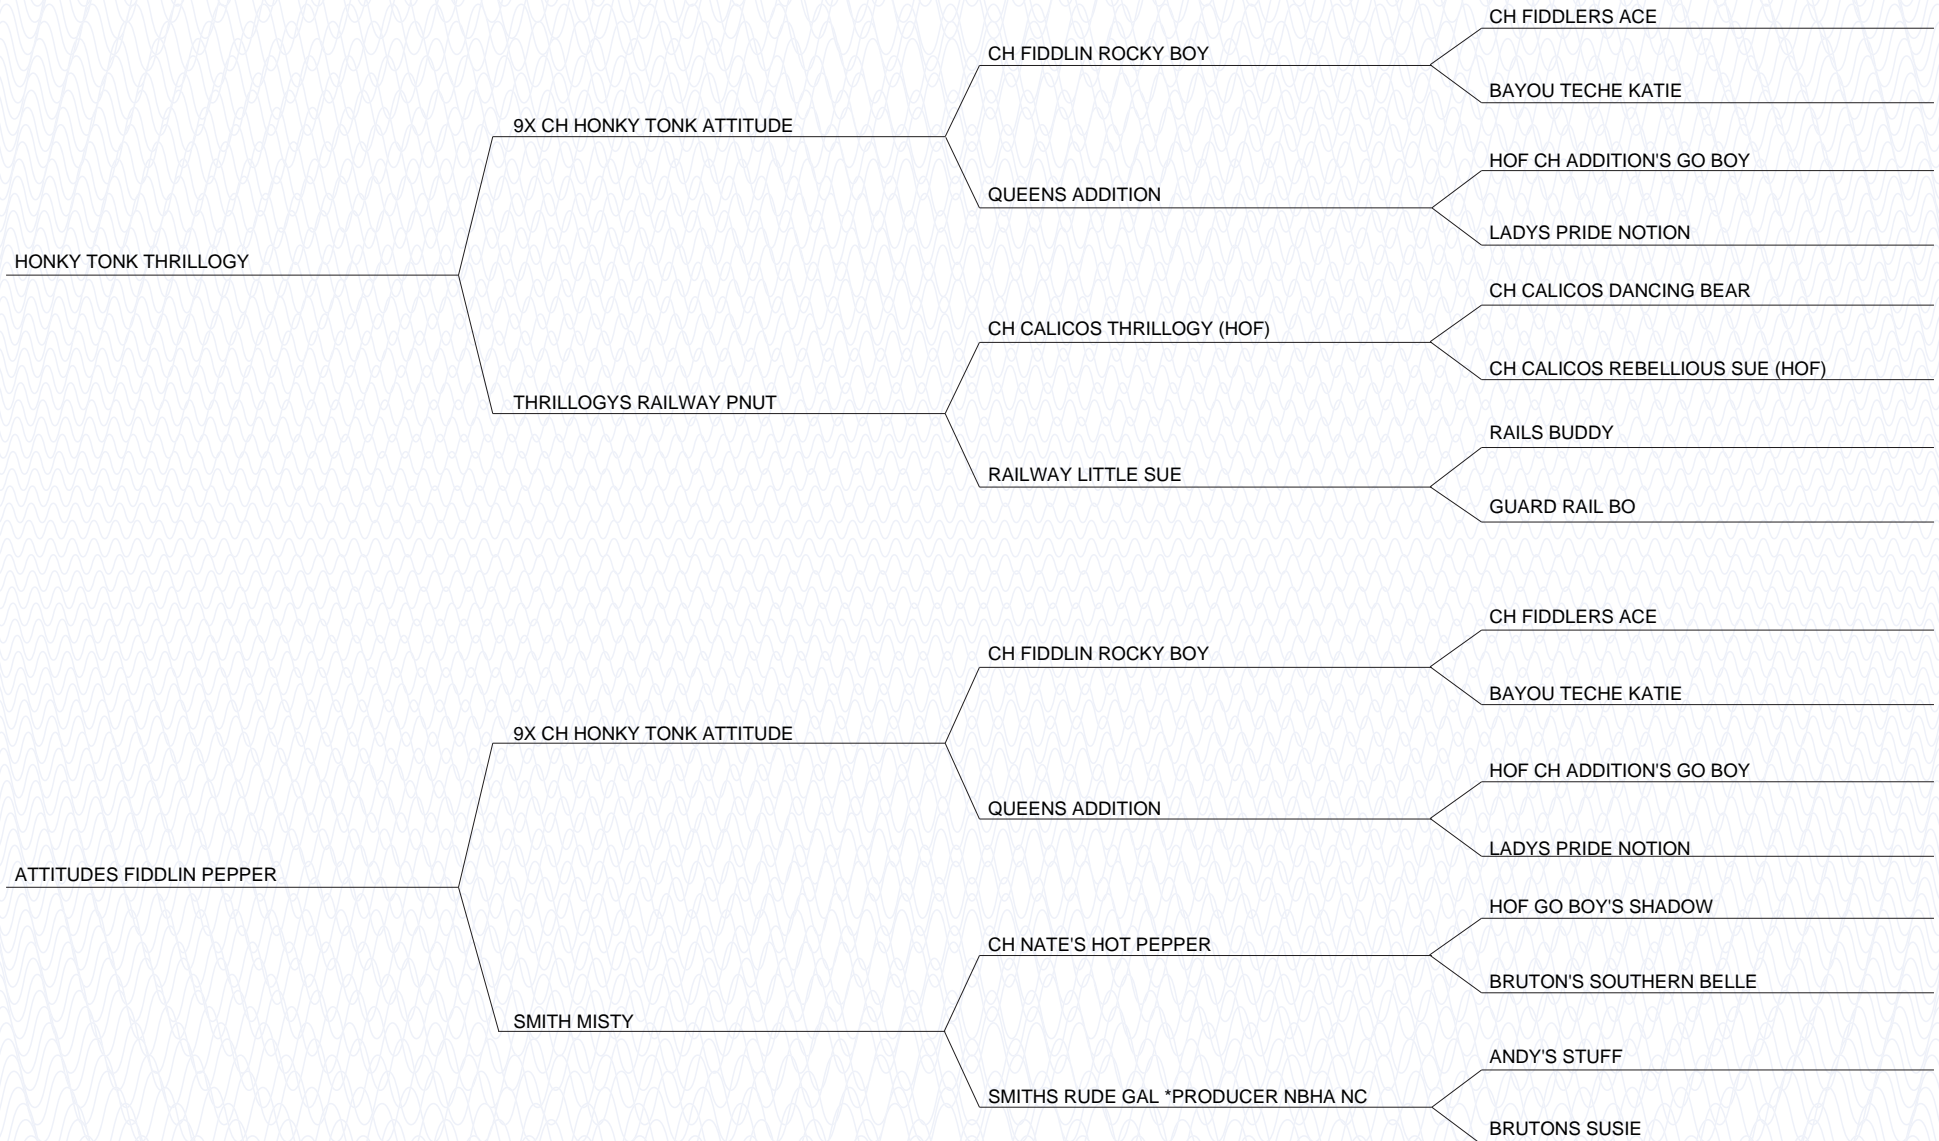 CH FIDDLERS ACE
CH FIDDLIN ROCKY BOY
BAYOU TECHE KATIE
9X CH HONKY TONK ATTITUDE
HOF CH ADDITION'S GO BOY
QUEENS ADDITION
LADYS PRIDE NOTION
HONKY TONK THRILLOGY
CH CALICOS DANCING BEAR
CH CALICOS THRILLOGY (HOF)
CH CALICOS REBELLIOUS SUE (HOF)
THRILLOGYS RAILWAY PNUT
RAILS BUDDY
RAILWAY LITTLE SUE
GUARD RAIL BO
CH FIDDLERS ACE
CH FIDDLIN ROCKY BOY
BAYOU TECHE KATIE
9X CH HONKY TONK ATTITUDE
HOF CH ADDITION'S GO BOY
QUEENS ADDITION
LADYS PRIDE NOTION
ATTITUDES FIDDLIN PEPPER
HOF GO BOY'S SHADOW
CH NATE'S HOT PEPPER
BRUTON'S SOUTHERN BELLE
SMITH MISTY
ANDY'S STUFF
SMITHS RUDE GAL *PRODUCER NBHA NC
BRUTONS SUSIE